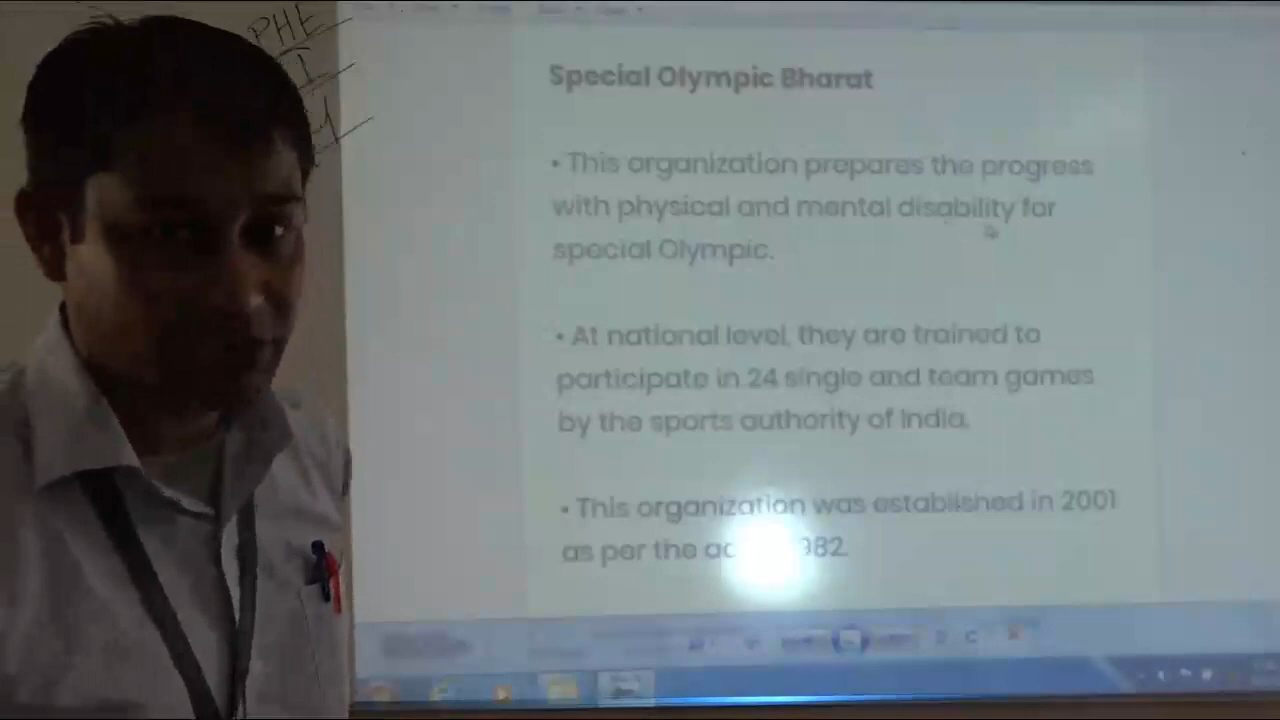 PHE
I
Special Olympic Bharat
• This organization prepares the progress
with physical and mental disability for
special Olympic.
• At national level, they are trained to
participate in 24 single and team games
by the sports authority of India.
• This organization was established in 2001
as per the